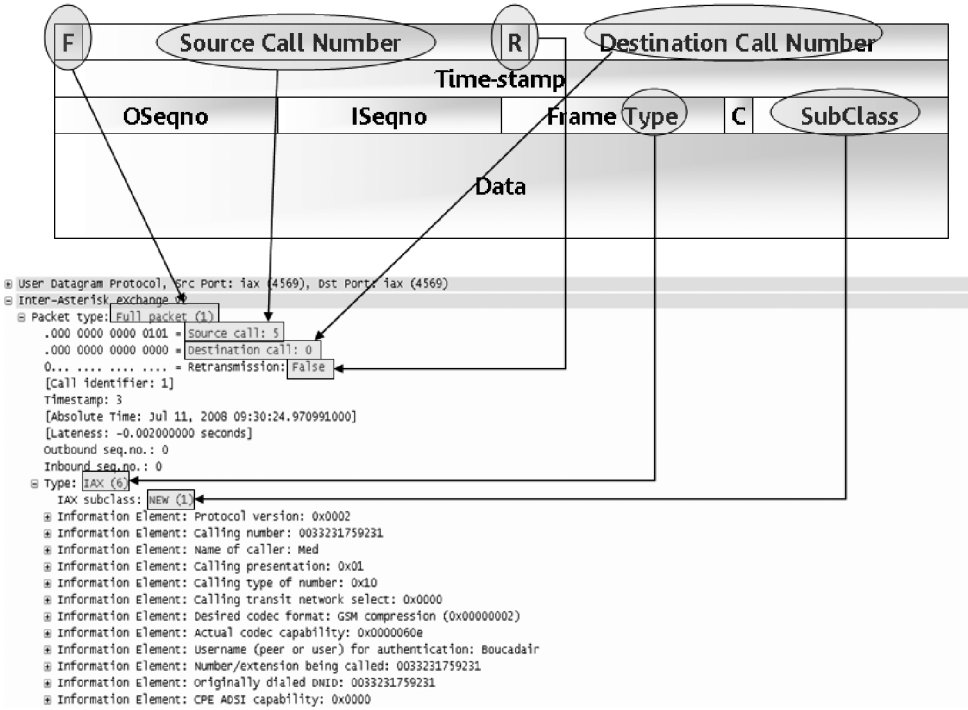 F Source Call Number R Destination Call Number
Time-stamp
OSeqno ISeqno Frame Type C SubClass
Data
User Datagram Protocol, Src Port: iax (4569), Dst Port: iax (4569)
Inter-Asterisk exchange v2
Packet type: Full packet (1)
.000 0000 0000 0101 = Source call: 5
.000 0000 0000 0000 = Destination call: 0
0... .... .... .... = Retransmission: False
[Call identifier: 1]
Timestamp: 3
[Absolute Time: Jul 11, 2008 09:30:24.970991000]
[Lateness: -0.002000000 seconds]
Outbound seq.no.: 0
Inbound seq.no.: 0
Type: IAX (6)
IAX subclass: NEW (1)
Information Element: Protocol version: 0x0002
Information Element: Calling number: 0033231759231
Information Element: Name of caller: Med
Information Element: Calling presentation: 0x01
Information Element: Calling type of number: 0x10
Information Element: Calling transit network select: 0x0000
Information Element: Desired codec format: GSM compression (0x00000002)
Information Element: Actual codec capability: 0x0000060e
Information Element: Username (peer or user) for authentication: Boucadair
Information Element: Number/extension being called: 0033231759231
Information Element: Originally dialed DNID: 0033231759231
Information Element: CPE ADSI capability: 0x0000